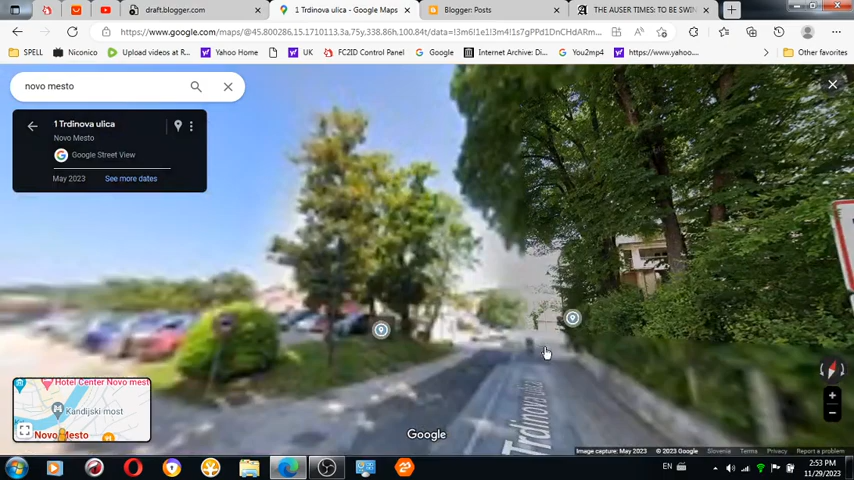 draft.blogger.com
1 Trdinova ulica - Google Maps
Blogger: Posts
THE AUSER TIMES: TO BE SWIN
https://www.google.com/maps/@45.800286,15.1710113,3a,75y,338.86h,100.84t/data=!3m6!1e1!3m4!1s7gPPd1DnCHdARm...
SPELL
Niconico
Upload videos at R...
Yahoo Home
UK
FC2ID Control Panel
Google
Internet Archive: Di...
You2mp4
https://www.yahoo....
Other favorites
novo mesto
1 Trdinova ulica
Novo Mesto
Google Street View
May 2023
See more dates
Trdinova ulica
Hotel Center Novo mest
Kandijski most
Novo Mesto
Google
Image capture: May 2023 © 2023 Google Slovenia Terms Privacy Report a problem
EN
2:53 PM
11/29/2023